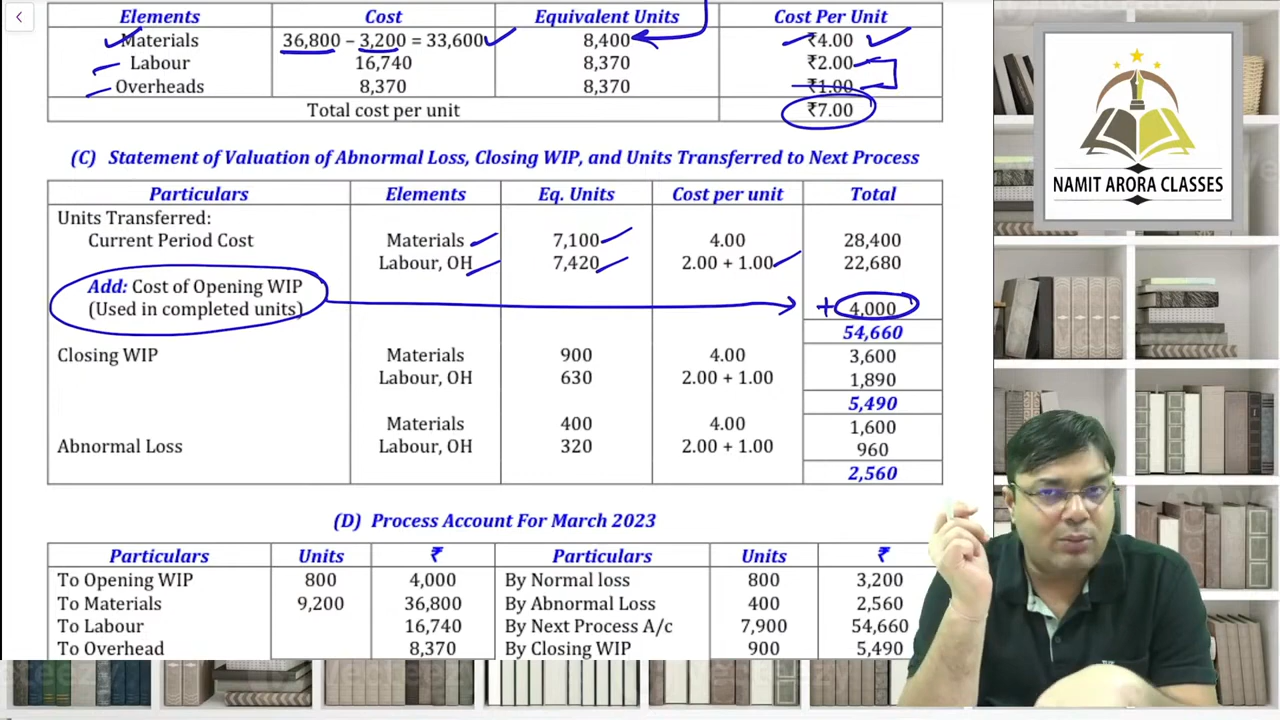 Elements Cost Equivalent Units Cost Per Unit
Materials 36,800 – 3,200 = 33,600 8,400 ₹4.00
Labour 16,740 8,370 ₹2.00
Overheads 8,370 8,370 ₹1.00
Total cost per unit ₹7.00
(C) Statement of Valuation of Abnormal Loss, Closing WIP, and Units Transferred to Next Process
Particulars Elements Eq. Units Cost per unit Total
Units Transferred:
Current Period Cost Materials 7,100 4.00 28,400
Labour, OH 7,420 2.00 + 1.00 22,680
Add: Cost of Opening WIP
(Used in completed units) + 4,000
54,660
Closing WIP Materials 900 4.00 3,600
Labour, OH 630 2.00 + 1.00 1,890
5,490
Materials 400 4.00 1,600
Abnormal Loss Labour, OH 320 2.00 + 1.00 960
2,560
(D) Process Account For March 2023
Particulars Units ₹ Particulars Units ₹
To Opening WIP 800 4,000 By Normal loss 800 3,200
To Materials 9,200 36,800 By Abnormal Loss 400 2,560
To Labour 16,740 By Next Process A/c 7,900 54,660
To Overhead 8,370 By Closing WIP 900 5,490
NAMIT ARORA CLASSES